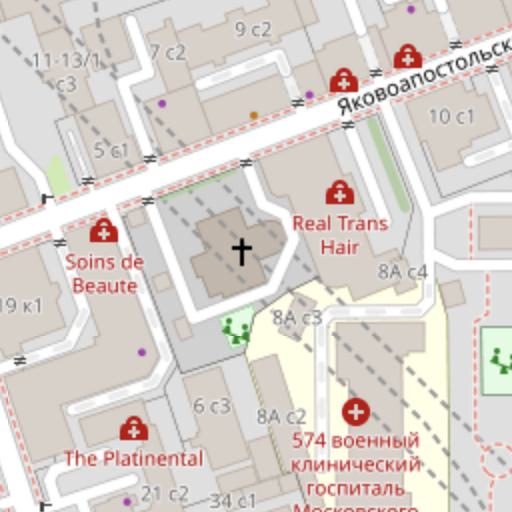 9 с2
7 с2
11-13/1
с3
Яковоапостольск
10 с1
5 с1
Real Trans
Hair
Soins de
Beaute
8А с4
19 к1
8А с3
6 с3
8А с2
574 военный
клинический
госпиталь
Московского
The Platinental
21 с2
34 с1